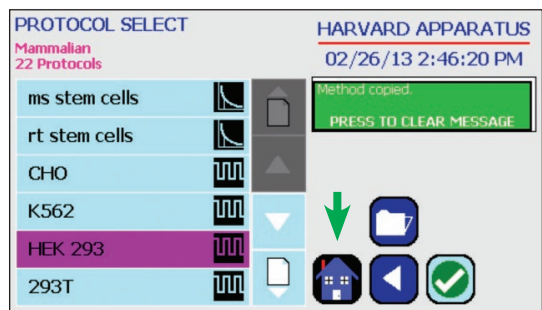 PROTOCOL SELECT
Mammalian
22 Protocols
HARVARD APPARATUS
02/26/13 2:46:20 PM
Method copied.
PRESS TO CLEAR MESSAGE
ms stem cells
rt stem cells
CHO
K562
HEK 293
293T